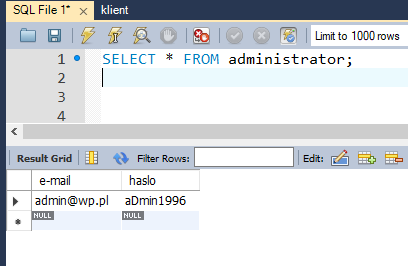 SQL File 1* × klient
Limit to 1000 rows
1 SELECT * FROM administrator;
2
3
4
Result Grid Filter Rows: Edit:
e-mail haslo
admin@wp.pl aDmin1996
NULL NULL